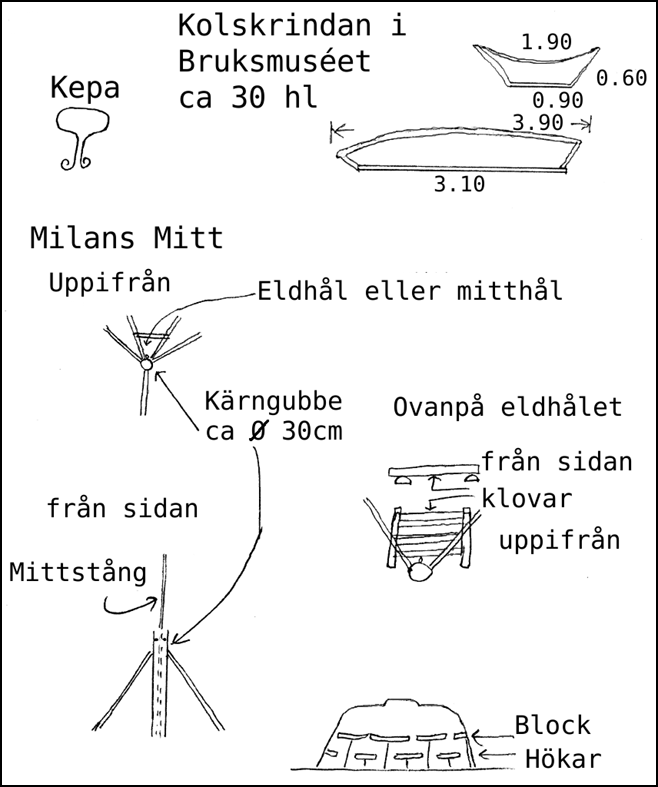 Kolskrindan i
Bruksmuséet
ca 30 hl
1.90
0.60
0.90
3.90
3.10
Kepa
Milans Mitt
Uppifrån
Eldhål eller mitthål
Kärngubbe
ca Ø 30cm
Ovanpå eldhålet
från sidan
klovar
uppifrån
från sidan
Mittstång
Block
Hökar